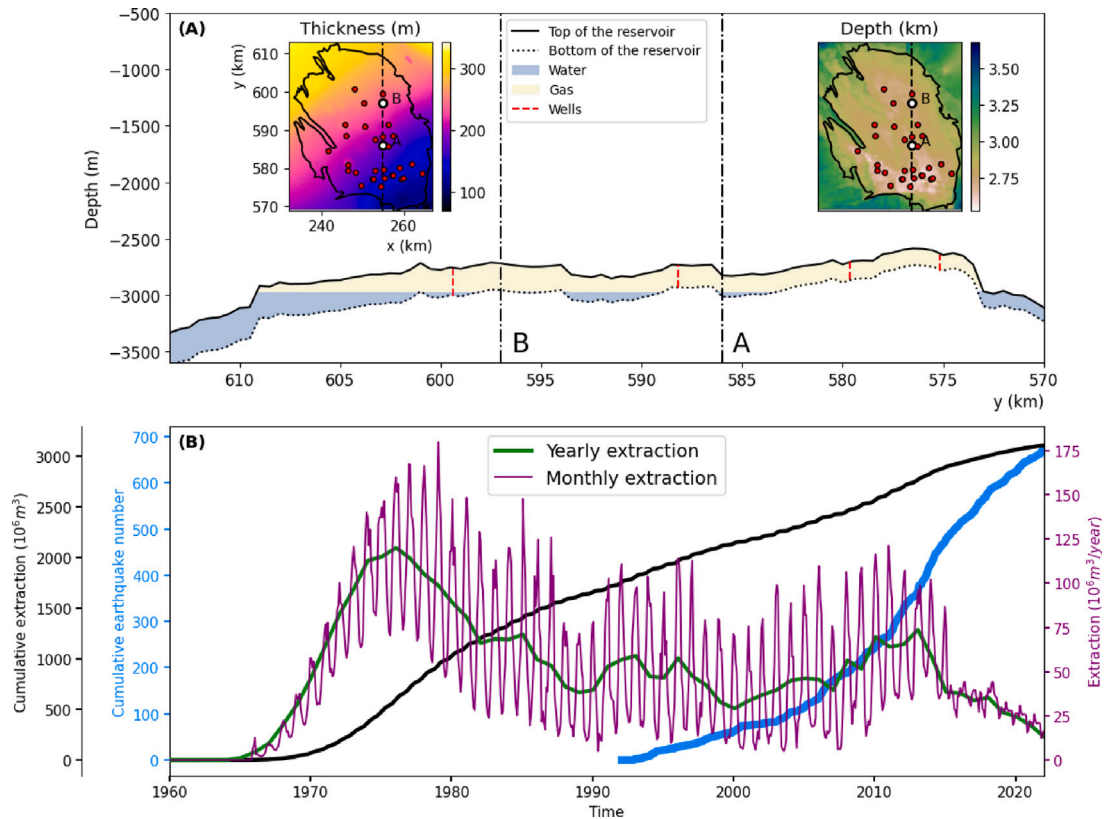 (A)
Thickness (m)
Depth (km)
Top of the reservoir
Bottom of the reservoir
Water
Gas
Wells
−500
−1000
−1500
−2000
−2500
−3000
−3500
Depth (m)
y (km)
610
600
590
580
570
240
260
x (km)
300
200
100
B
A
B
A
3.50
3.25
3.00
2.75
B
A
610
605
600
595
590
585
580
575
570
y (km)
(B)
Yearly extraction
Monthly extraction
Cumulative extraction (10⁶m³)
3000
2500
2000
1500
1000
500
0
Cumulative earthquake number
700
600
500
400
300
200
100
0
175
150
125
100
75
50
25
0
Extraction (10⁶m³/year)
1960
1970
1980
1990
2000
2010
2020
Time